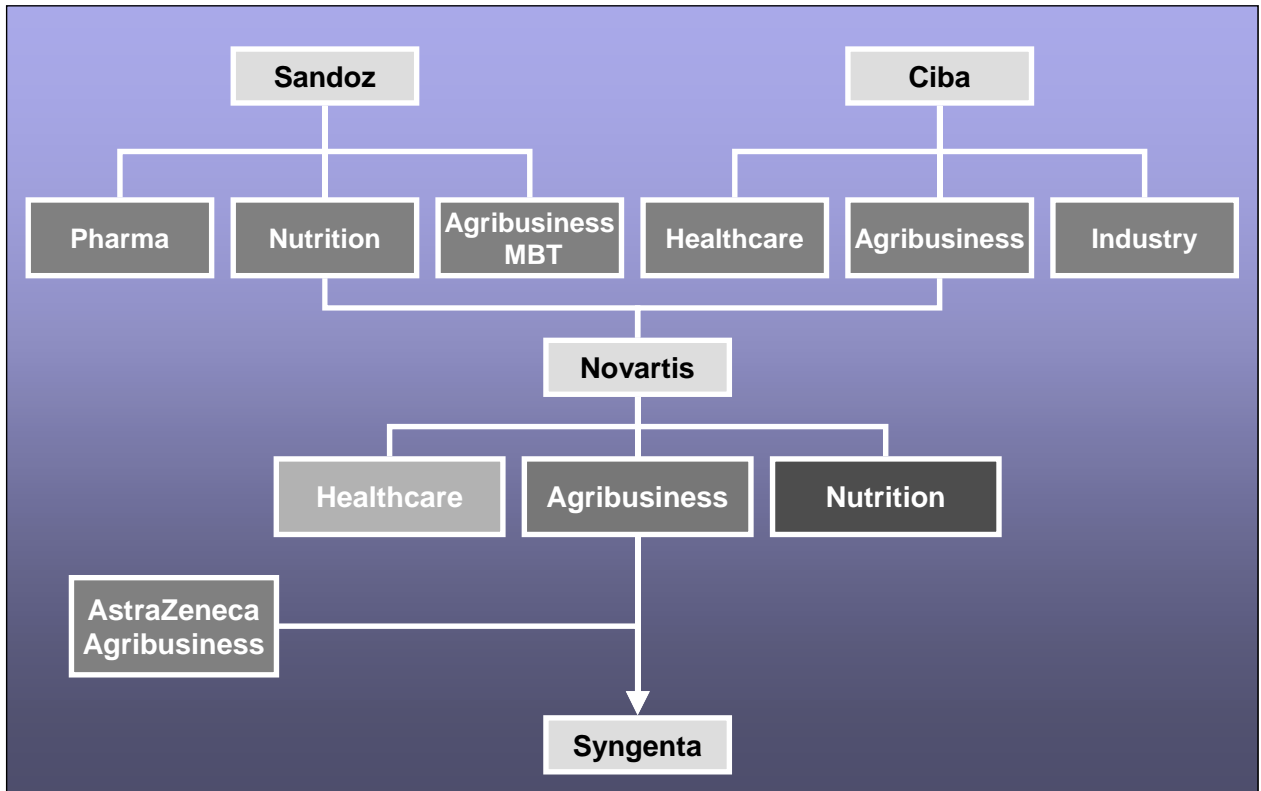 Sandoz
Ciba
Pharma
Nutrition
Agribusiness
MBT
Healthcare
Agribusiness
Industry
Novartis
Healthcare
Agribusiness
Nutrition
AstraZeneca
Agribusiness
Syngenta